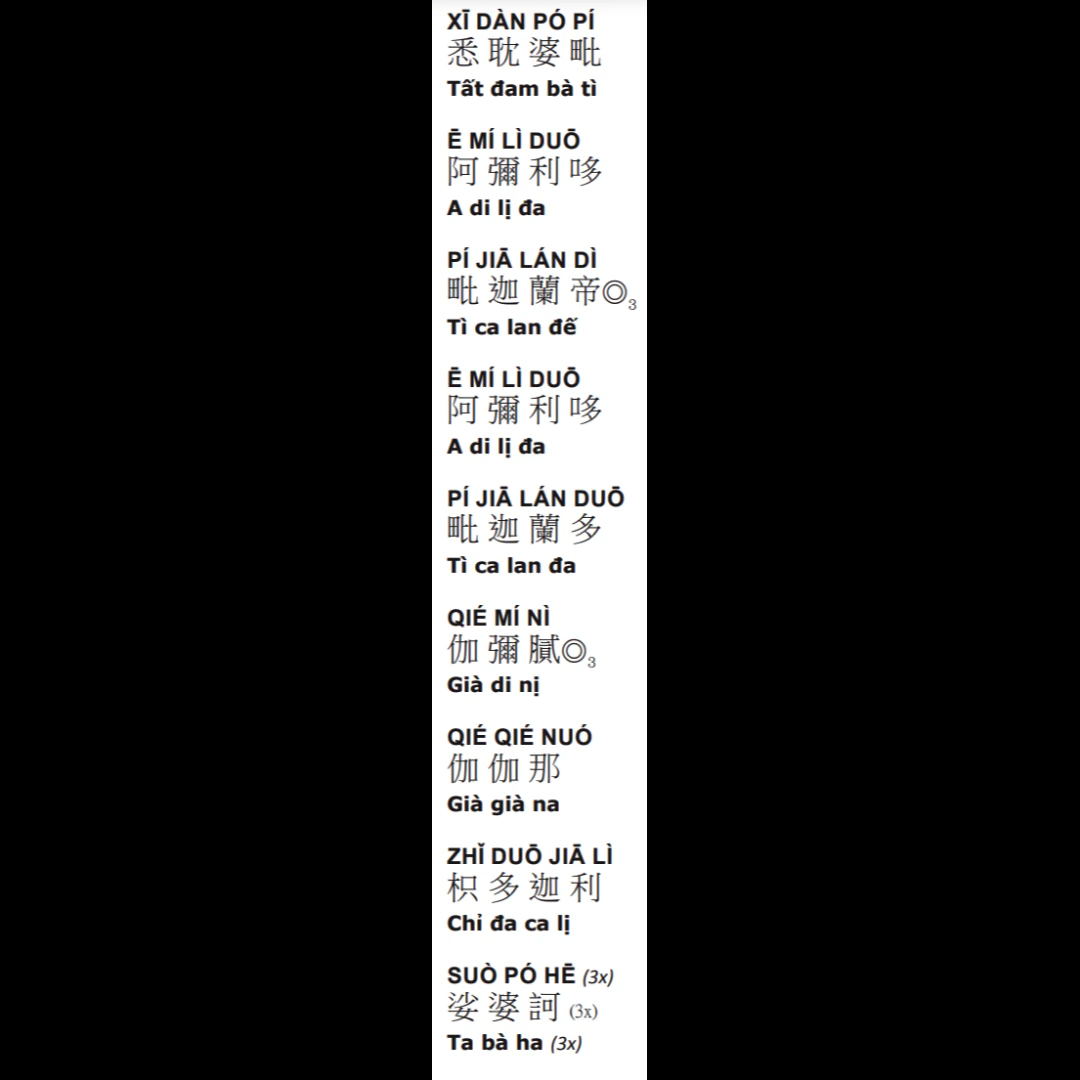 XĪ DÀN PÓ PÍ
悉 耽 婆 毗
Tất đam bà tì
Ē MÍ LÌ DUŌ
阿 彌 利 哆
A di lị đa
PÍ JIĀ LÁN DÌ
毗 迦 蘭 帝◎3
Tì ca lan đế
Ē MÍ LÌ DUŌ
阿 彌 利 哆
A di lị đa
PÍ JIĀ LÁN DUŌ
毗 迦 蘭 多
Tì ca lan đa
QIÉ MÍ NÌ
伽 彌 膩◎3
Già di nị
QIÉ QIÉ NUÓ
伽 伽 那
Già già na
ZHǏ DUŌ JIĀ LÌ
枳 多 迦 利
Chỉ đa ca lị
SUÒ PÓ HĒ (3x)
娑 婆 訶 (3x)
Ta bà ha (3x)